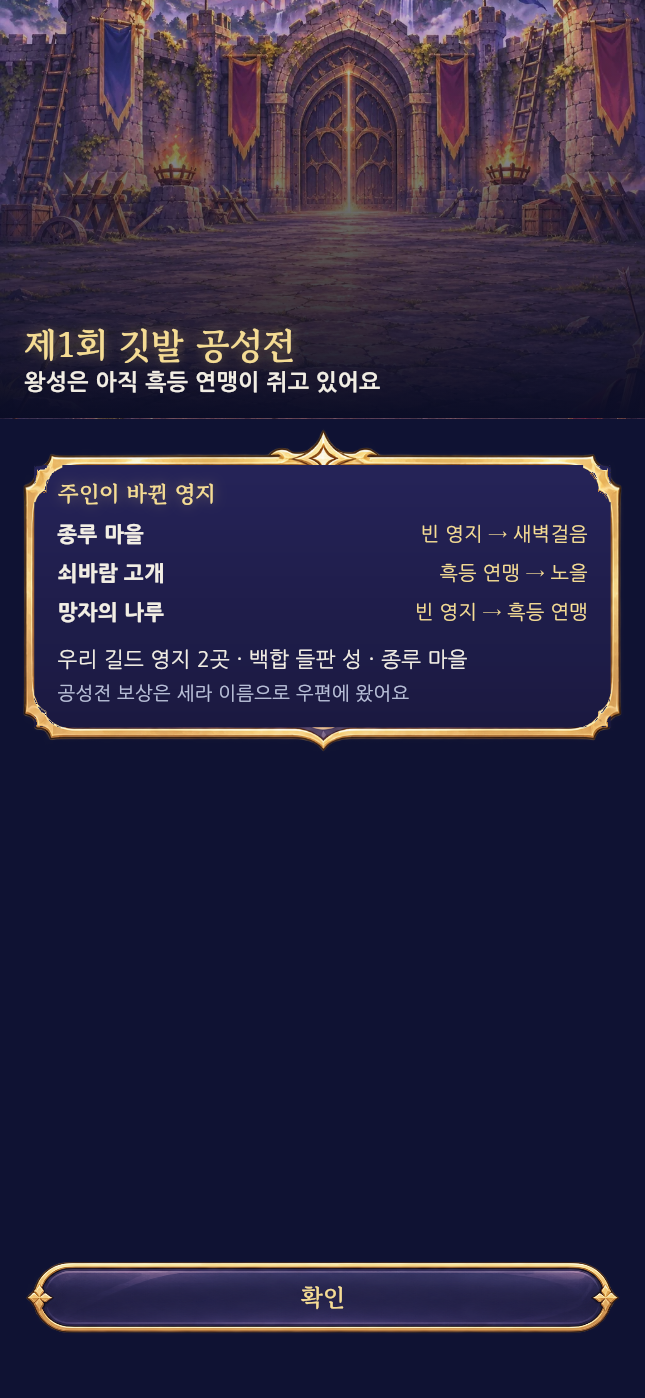 제1회 깃발 공성전
왕성은 아직 흑등 연맹이 쥐고 있어요
주인이 바뀐 영지
종루 마을 빈 영지 → 새벽걸음
쇠바람 고개 흑등 연맹 → 노을
망자의 나루 빈 영지 → 흑등 연맹
우리 길드 영지 2곳 · 백합 들판 성 · 종루 마을
공성전 보상은 세라 이름으로 우편에 왔어요
확인